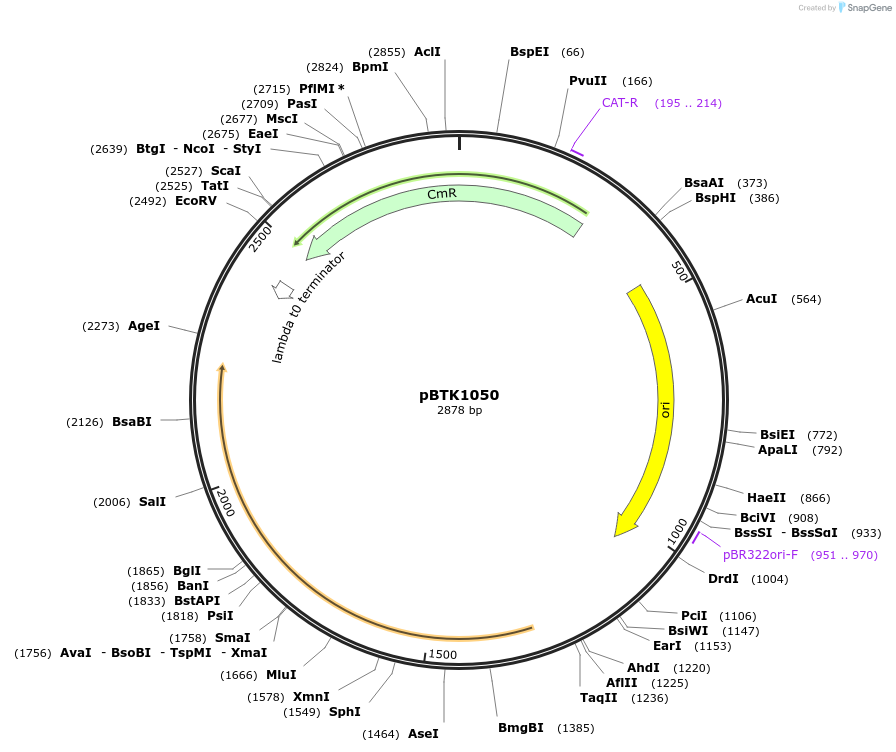 Created by SnapGene
(2855) AclI
BspEI (66)
(2824) BpmI
PvuII (166)
(2715) PflMI *
CAT-R (195 .. 214)
(2709) PasI
(2677) MscI
(2675) EaeI
(2639) BtgI - NcoI - StyI
(2527) ScaI
(2525) TatI
(2492) EcoRV
BsaAI (373)
BspHI (386)
CmR
2500
500
lambda t0 terminator
AcuI (564)
(2273) AgeI
pBTK1050
2878 bp
ori
(2126) BsaBI
BsiEI (772)
ApaLI (792)
(2006) SalI
2000
HaeII (866)
BciVI (908)
BssSI - BssSαI (933)
1000
pBR322ori-F (951 .. 970)
(1865) BglI
DrdI (1004)
(1856) BanI
(1833) BstAPI
(1818) PsiI
PciI (1106)
BsiWI (1147)
(1758) SmaI
EarI (1153)
(1756) AvaI - BsoBI - TspMI - XmaI
1500
AhdI (1220)
(1666) MluI
AflII (1225)
(1578) XmnI
TaqII (1236)
(1549) SphI
(1464) AseI
BmgBI (1385)